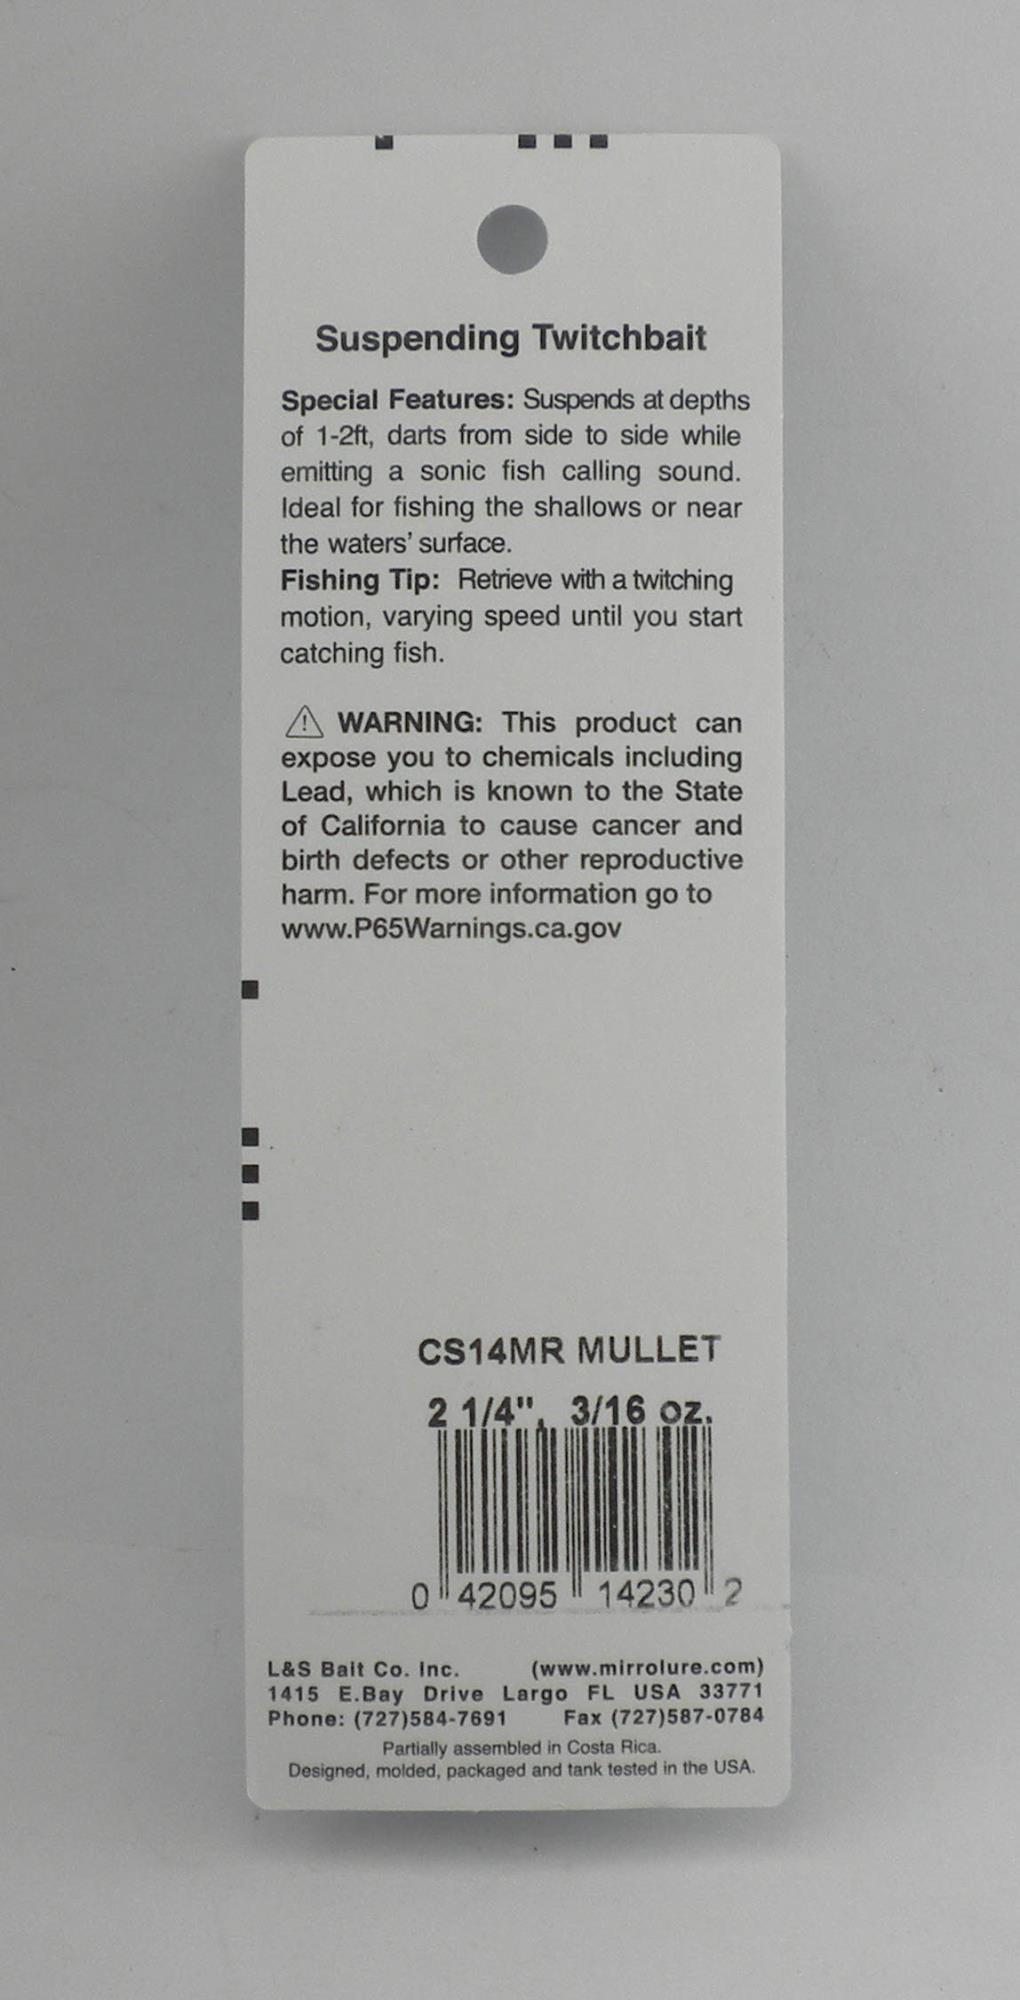 Suspending Twitchbait
Special Features: Suspends at depths
of 1-2ft, darts from side to side while
emitting a sonic fish calling sound.
Ideal for fishing the shallows or near
the waters’ surface.
Fishing Tip: Retrieve with a twitching
motion, varying speed until you start
catching fish.
⚠ WARNING: This product can
expose you to chemicals including
Lead, which is known to the State
of California to cause cancer and
birth defects or other reproductive
harm. For more information go to
www.P65Warnings.ca.gov
CS14MR MULLET
2 1/4", 3/16 oz.
0 42095 14230 2
L&S Bait Co. Inc. (www.mirrolure.com)
1415 E.Bay Drive Largo FL USA 33771
Phone: (727)584-7691 Fax (727)587-0784
Partially assembled in Costa Rica.
Designed, molded, packaged and tank tested in the USA.